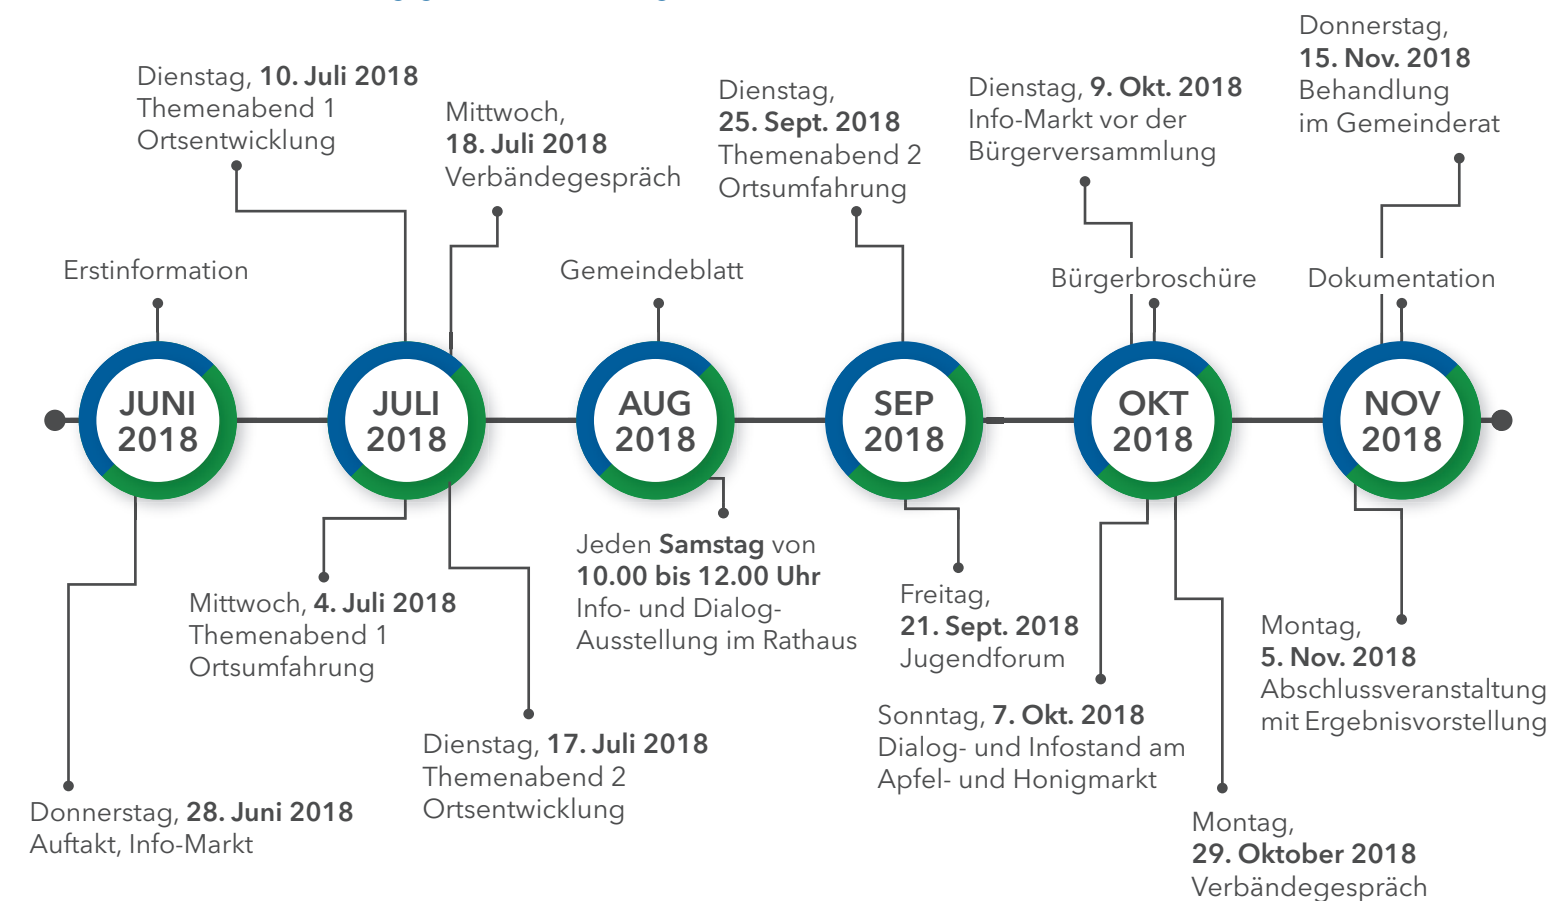 Donnerstag,
15. Nov. 2018
Behandlung
im Gemeinderat
Dienstag, 10. Juli 2018
Themenabend 1
Ortsentwicklung
Mittwoch,
18. Juli 2018
Verbändegespräch
Dienstag,
25. Sept. 2018
Themenabend 2
Ortsumfahrung
Dienstag, 9. Okt. 2018
Info-Markt vor der
Bürgerversammlung
Erstinformation
Gemeindeblatt
Bürgerbroschüre
Dokumentation
JUNI
2018
JULI
2018
AUG
2018
SEP
2018
OKT
2018
NOV
2018
Jeden Samstag von
10.00 bis 12.00 Uhr
Info- und Dialog-
Ausstellung im Rathaus
Mittwoch, 4. Juli 2018
Themenabend 1
Ortsumfahrung
Freitag,
21. Sept. 2018
Jugendforum
Montag,
5. Nov. 2018
Abschlussveranstaltung
mit Ergebnisvorstellung
Sonntag, 7. Okt. 2018
Dialog- und Infostand am
Apfel- und Honigmarkt
Dienstag, 17. Juli 2018
Themenabend 2
Ortsentwicklung
Donnerstag, 28. Juni 2018
Auftakt, Info-Markt
Montag,
29. Oktober 2018
Verbändegespräch